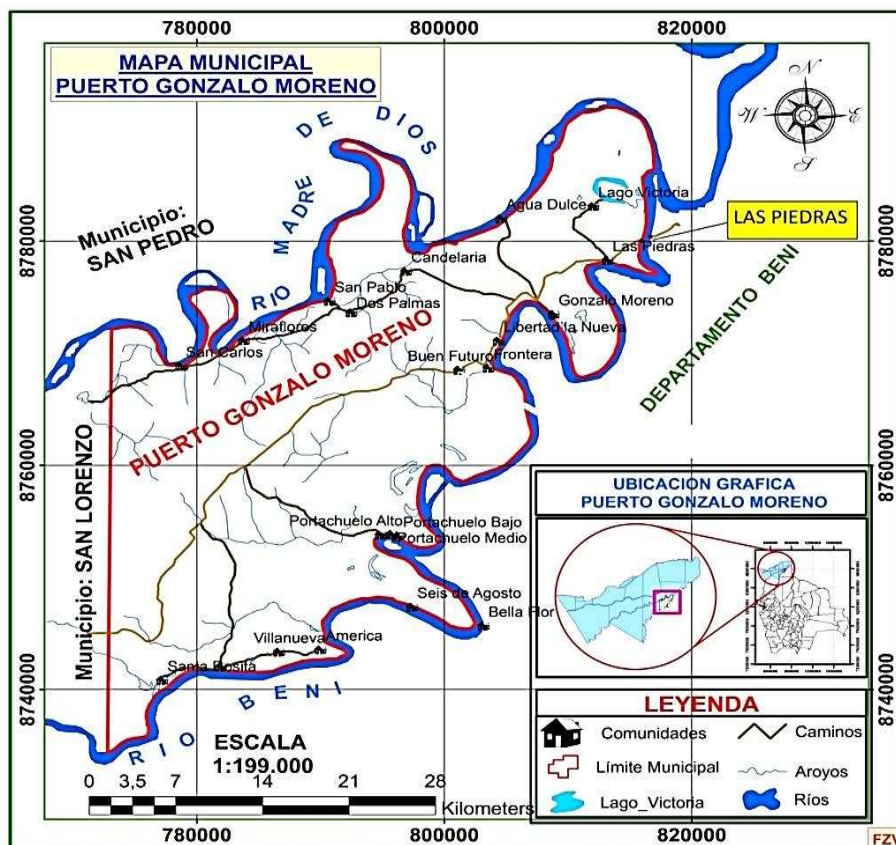 780000 800000 820000
MAPA MUNICIPAL
PUERTO GONZALO MORENO
N
W E
S
RIO MADRE DE DIOS
Municipio:
SAN PEDRO
8780000
8780000
Lago Victoria
Agua Dulce
LAS PIEDRAS
Las Piedras
Candelaria
San Pablo
Dos Palmas
Gonzalo Moreno
Miraflores
Libertad la Nueva
San Carlos
Buen Futuro
Frontera
PUERTO GONZALO MORENO
DEPARTAMENTO BENI
8760000
8760000
Municipio: SAN LORENZO
Portachuelo Alto
Portachuelo Bajo
Portachuelo Medio
Seis de Agosto
Bella Flor
Villanueva
America
Santa Rosita
8740000
8740000
RIO BENI
UBICACION GRAFICA
PUERTO GONZALO MORENO
LEYENDA
Comunidades
Caminos
Límite Municipal
Aroyos
Lago_Victoria
Ríos
ESCALA
1:199.000
0 3,5 7 14 21 28
Kilometers
780000 800000 820000
FZV